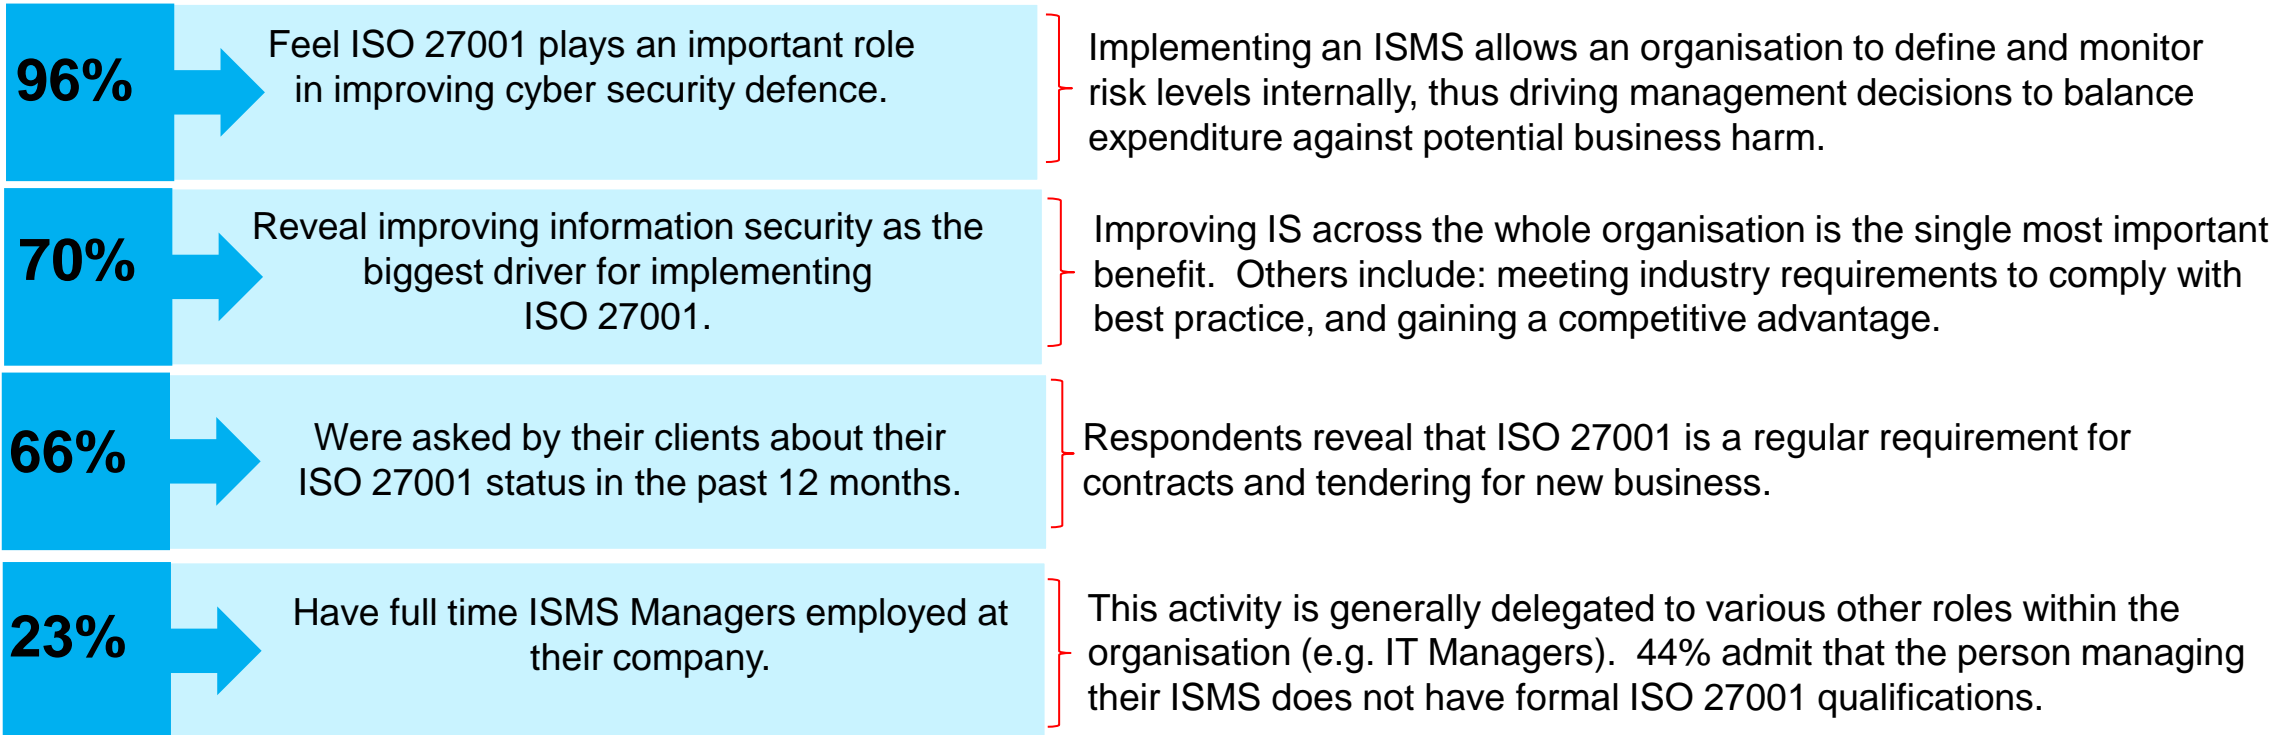 96%
Feel ISO 27001 plays an important role
in improving cyber security defence.
Implementing an ISMS allows an organisation to define and monitor
risk levels internally, thus driving management decisions to balance
expenditure against potential business harm.
70%
Reveal improving information security as the
biggest driver for implementing
ISO 27001.
Improving IS across the whole organisation is the single most important
benefit.  Others include: meeting industry requirements to comply with
best practice, and gaining a competitive advantage.
66%
Were asked by their clients about their
ISO 27001 status in the past 12 months.
Respondents reveal that ISO 27001 is a regular requirement for
contracts and tendering for new business.
23%
Have full time ISMS Managers employed at
their company.
This activity is generally delegated to various other roles within the
organisation (e.g. IT Managers).  44% admit that the person managing
their ISMS does not have formal ISO 27001 qualifications.